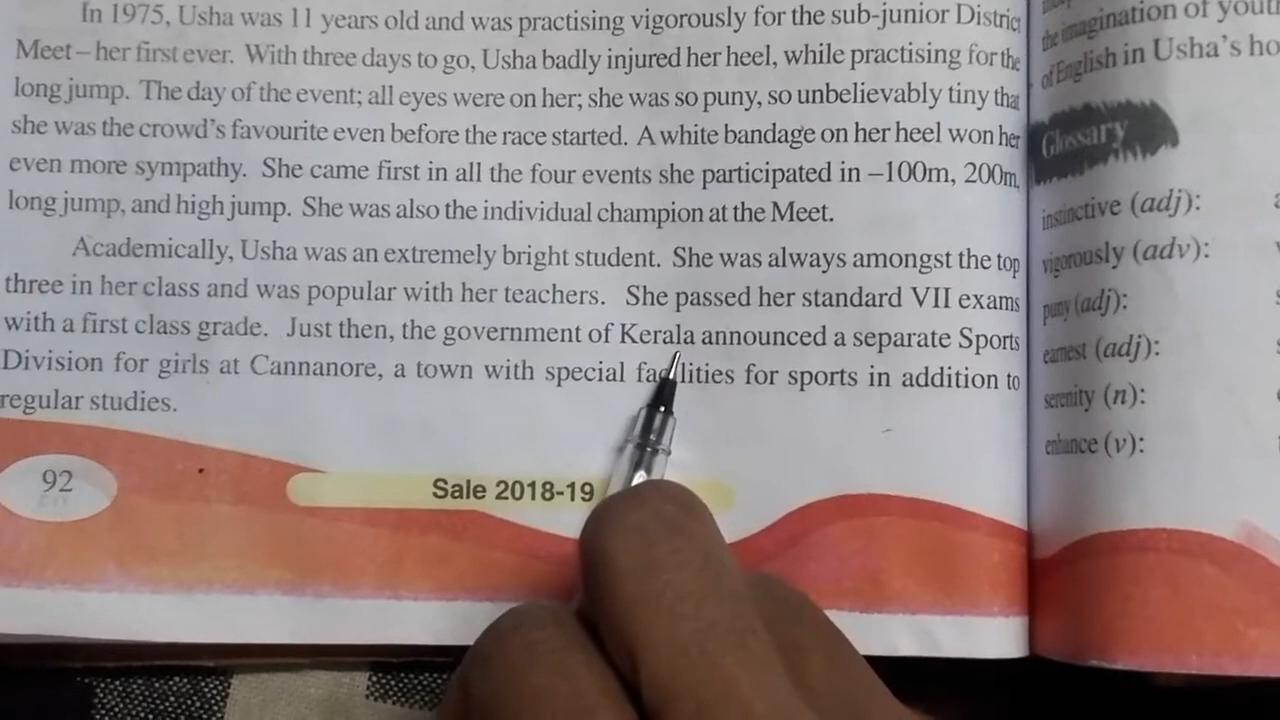 In 1975, Usha was 11 years old and was practising vigorously for the sub-junior District
Meet – her first ever. With three days to go, Usha badly injured her heel, while practising for the
long jump. The day of the event; all eyes were on her; she was so puny, so unbelievably tiny that
she was the crowd's favourite even before the race started. A white bandage on her heel won her
even more sympathy. She came first in all the four events she participated in –100m, 200m,
long jump, and high jump. She was also the individual champion at the Meet.
Academically, Usha was an extremely bright student. She was always amongst the top
three in her class and was popular with her teachers. She passed her standard VII exams
with a first class grade. Just then, the government of Kerala announced a separate Sports
Division for girls at Cannanore, a town with special facilities for sports in addition to
regular studies.
92
Sale 2018-19
the imagination of
of English in Usha's
Glossary
instinctive (adj):
vigorously (adv):
puny (adj):
earnest (adj):
serenity (n):
enhance (v):